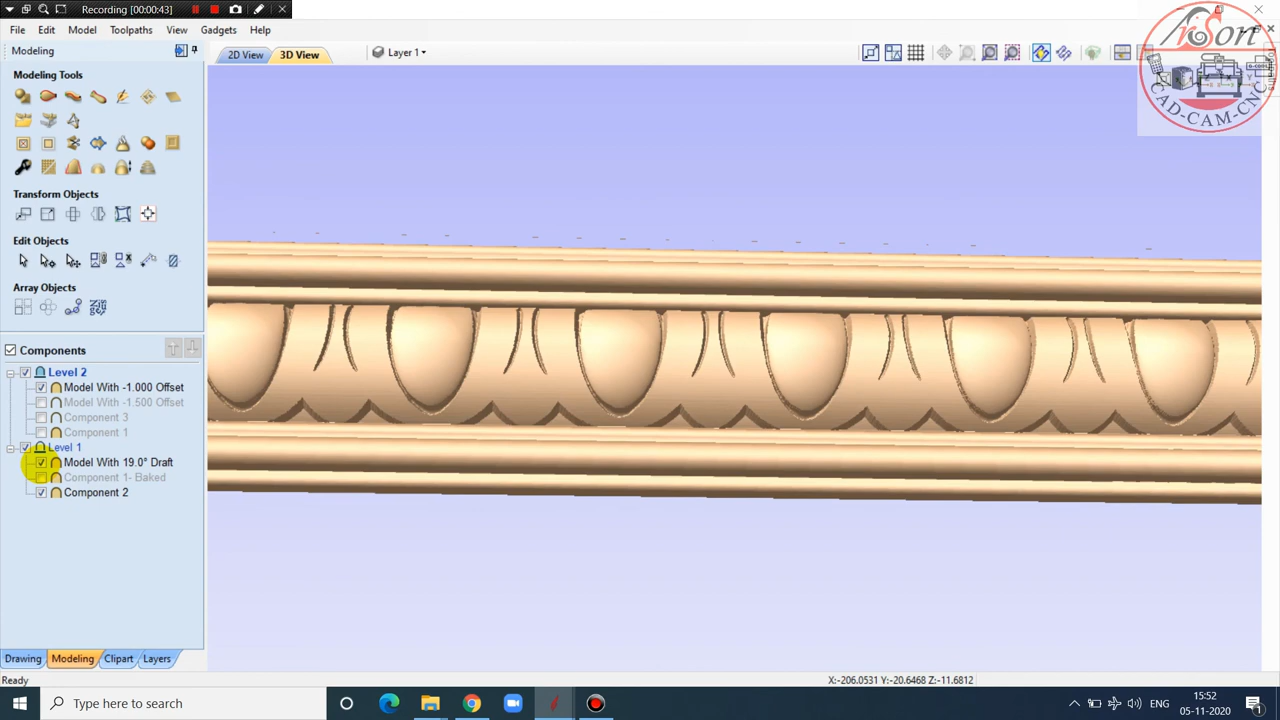 Recording [00:00:43]
File Edit Model Toolpaths View Gadgets Help
Modeling
2D View 3D View Layer 1
Modeling Tools
Transform Objects
Edit Objects
Array Objects
Components
Level 2
Model With -1.000 Offset
Model With -1.500 Offset
Component 3
Component 1
Level 1
Model With 19.0° Draft
Component 1- Baked
Component 2
Drawing Modeling Clipart Layers
Ready X:-206.0531 Y:-20.6468 Z:-11.6812
Type here to search
ENG
15:52
05-11-2020
CAD-CAM-CNC